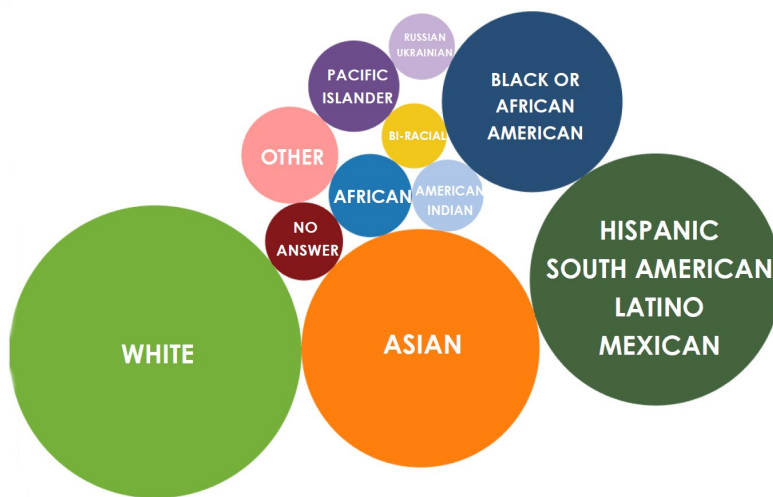 RUSSIAN
UKRAINIAN
PACIFIC
ISLANDER
BLACK OR
AFRICAN
AMERICAN
BI-RACIAL
OTHER
AFRICAN
AMERICAN
INDIAN
NO
ANSWER
HISPANIC
SOUTH AMERICAN
LATINO
MEXICAN
WHITE
ASIAN